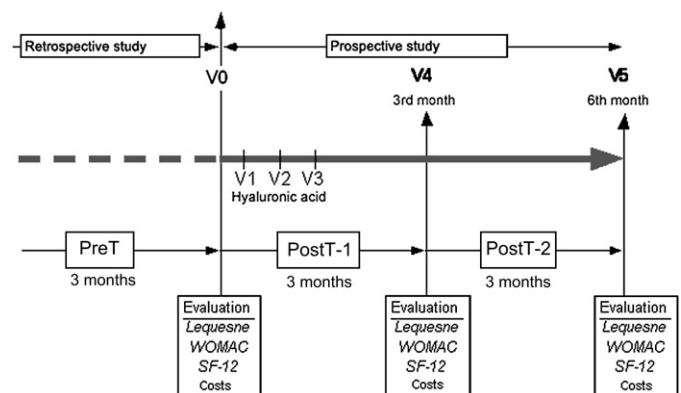 Retrospective study
Prospective study
V0
V4
V5
3rd month
6th month
V1 V2 V3
Hyaluronic acid
PreT
PostT-1
PostT-2
3 months
3 months
3 months
Evaluation
Lequesne
WOMAC
SF-12
Costs
Evaluation
Lequesne
WOMAC
SF-12
Costs
Evaluation
Lequesne
WOMAC
SF-12
Costs